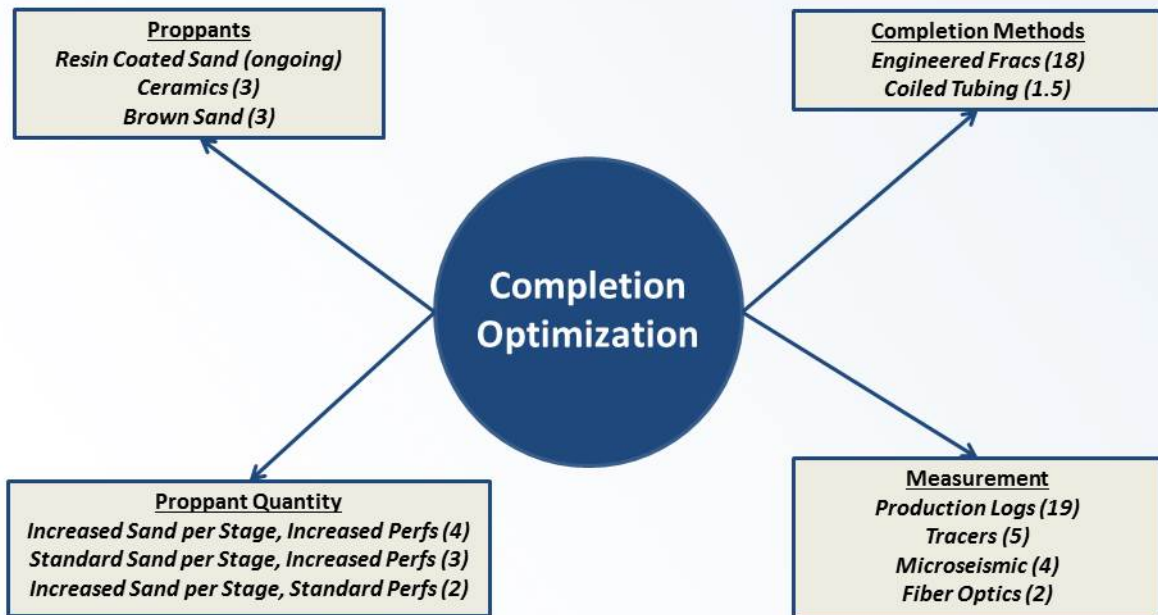 Proppants
Resin Coated Sand (ongoing)
Ceramics (3)
Brown Sand (3)
Completion Methods
Engineered Fracs (18)
Coiled Tubing (1.5)
Completion
Optimization
Proppant Quantity
Increased Sand per Stage, Increased Perfs (4)
Standard Sand per Stage, Increased Perfs (3)
Increased Sand per Stage, Standard Perfs (2)
Measurement
Production Logs (19)
Tracers (5)
Microseismic (4)
Fiber Optics (2)